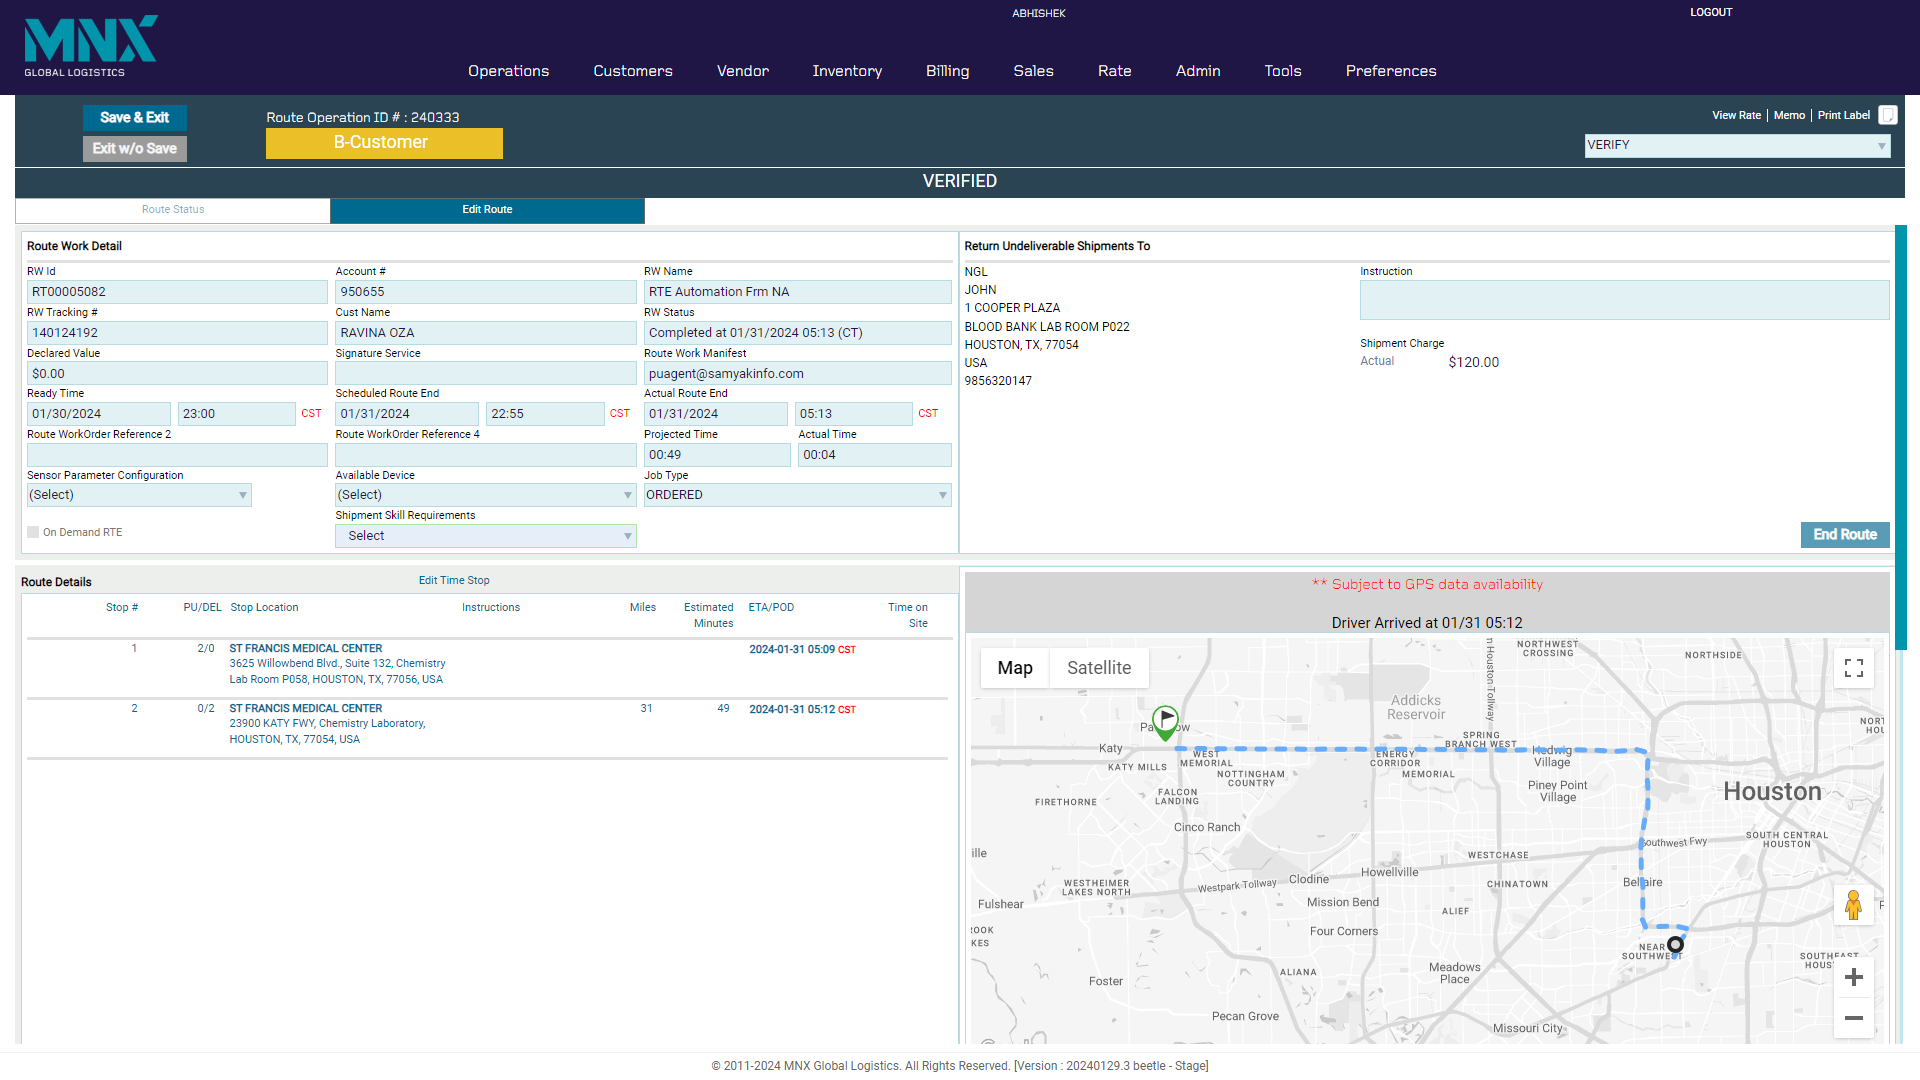 MNX
GLOBAL LOGISTICS
ABHISHEK
LOGOUT
Operations
Customers
Vendor
Inventory
Billing
Sales
Rate
Admin
Tools
Preferences
Save & Exit
Exit w/o Save
Route Operation ID # : 240333
B-Customer
View Rate | Memo | Print Label
VERIFY
VERIFIED
Route Status
Edit Route
Route Work Detail
RW Id
Account #
RW Name
RT00005082
950655
RTE Automation Frm NA
RW Tracking #
Cust Name
RW Status
140124192
RAVINA OZA
Completed at 01/31/2024 05:13 (CT)
Declared Value
Signature Service
Route Work Manifest
$0.00
puagent@samyakinfo.com
Ready Time
Scheduled Route End
Actual Route End
01/30/2024
23:00
CST
01/31/2024
22:55
CST
01/31/2024
05:13
CST
Route WorkOrder Reference 2
Route WorkOrder Reference 4
Projected Time
Actual Time
00:49
00:04
Sensor Parameter Configuration
Available Device
Job Type
(Select)
(Select)
ORDERED
Shipment Skill Requirements
On Demand RTE
Select
Return Undeliverable Shipments To
NGL
JOHN
1 COOPER PLAZA
BLOOD BANK LAB ROOM P022
HOUSTON, TX, 77054
USA
9856320147
Instruction
Shipment Charge
Actual
$120.00
End Route
Route Details
Edit Time Stop
Stop #
PU/DEL
Stop Location
Instructions
Miles
Estimated Minutes
ETA/POD
Time on Site
1
2/0
ST FRANCIS MEDICAL CENTER
2024-01-31 05:09 CST
3625 Willowbend Blvd., Suite 132, Chemistry
Lab Room P058, HOUSTON, TX, 77056, USA
2
0/2
ST FRANCIS MEDICAL CENTER
31
49
2024-01-31 05:12 CST
23900 KATY FWY, Chemistry Laboratory,
HOUSTON, TX, 77054, USA
** Subject to GPS data availability
Driver Arrived at 01/31 05:12
Map
Satellite
NORTHWEST
CROSSING
NORTHSIDE
n Houston Tollway
Addicks
Reservoir
Katy
KATY MILLS
WEST
MEMORIAL
NOTTINGHAM
COUNTRY
ENERGY
CORRIDOR
MEMORIAL
SPRING
BRANCH WEST
Hedwig
Village
Piney Point
Village
Houston
NORT
HOU
FIRETHORNE
FALCON
LANDING
Cinco Ranch
SOUTH CENTRAL
HOUSTON
Southwest Fwy
ille
WESTCHASE
WESTHEIMER
LAKES NORTH
Westpark Tollway
Clodine
Howellville
CHINATOWN
Bellaire
Fulshear
Mission Bend
ALIEF
Four Corners
ROOK
KES
NEAR
SOUTHWEST
SOUTHEAST
HOUS
Foster
ALIANA
Meadows
Place
Pecan Grove
Missouri City
© 2011-2024 MNX Global Logistics. All Rights Reserved. [Version : 20240129.3 beetle - Stage]